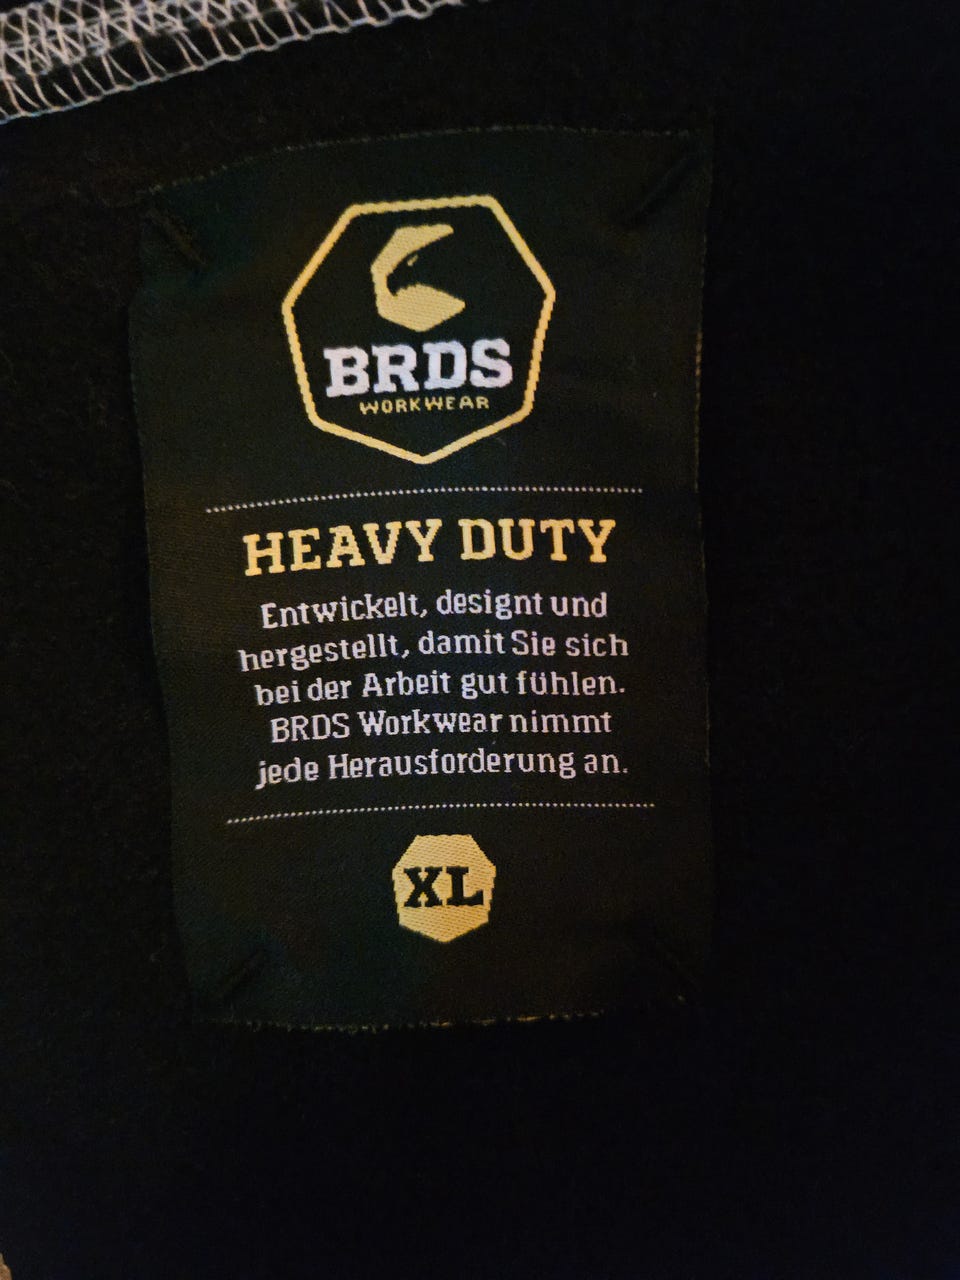 BRDS
WORKWEAR
HEAVY DUTY
Entwickelt, designt und
hergestellt, damit Sie sich
bei der Arbeit gut fühlen.
BRDS Workwear nimmt
jede Herausforderung an.
XL